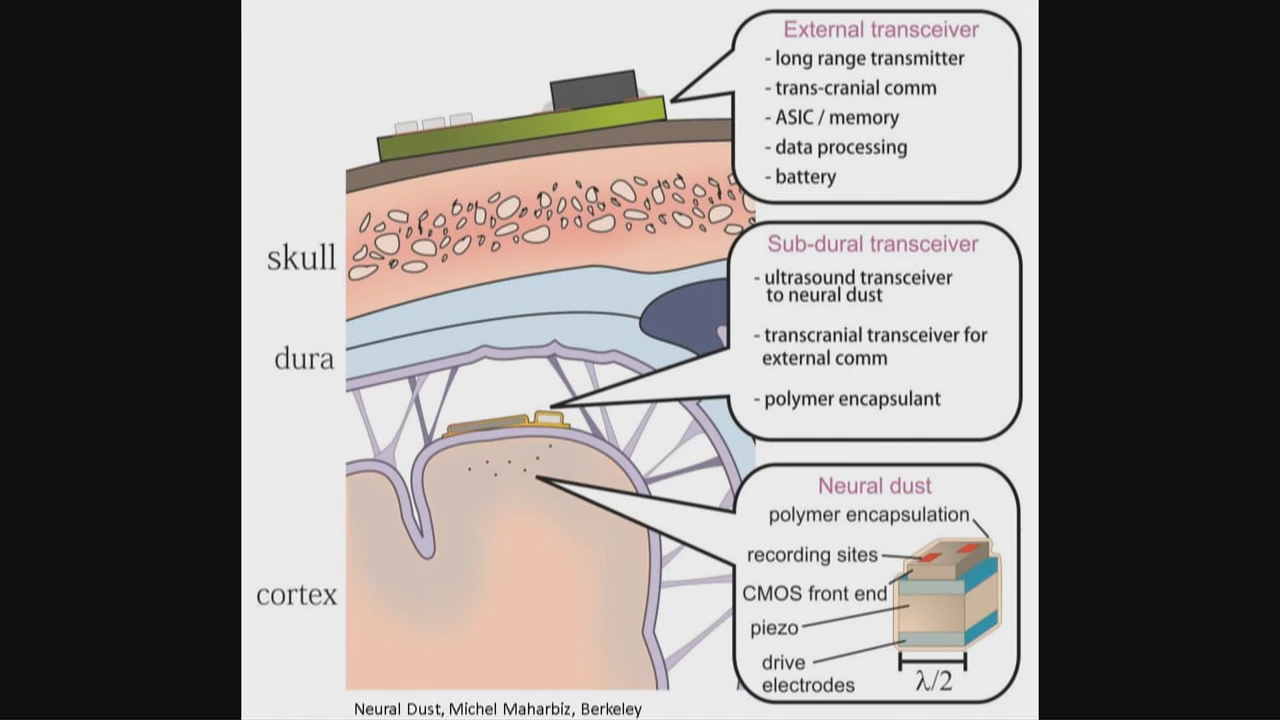 External transceiver
- long range transmitter
- trans-cranial comm
- ASIC / memory
- data processing
- battery
skull
Sub-dural transceiver
- ultrasound transceiver
to neural dust
- transcranial transceiver for
external comm
- polymer encapsulant
dura
Neural dust
polymer encapsulation
recording sites
CMOS front end
piezo
drive
electrodes
λ/2
cortex
Neural Dust, Michel Maharbiz, Berkeley